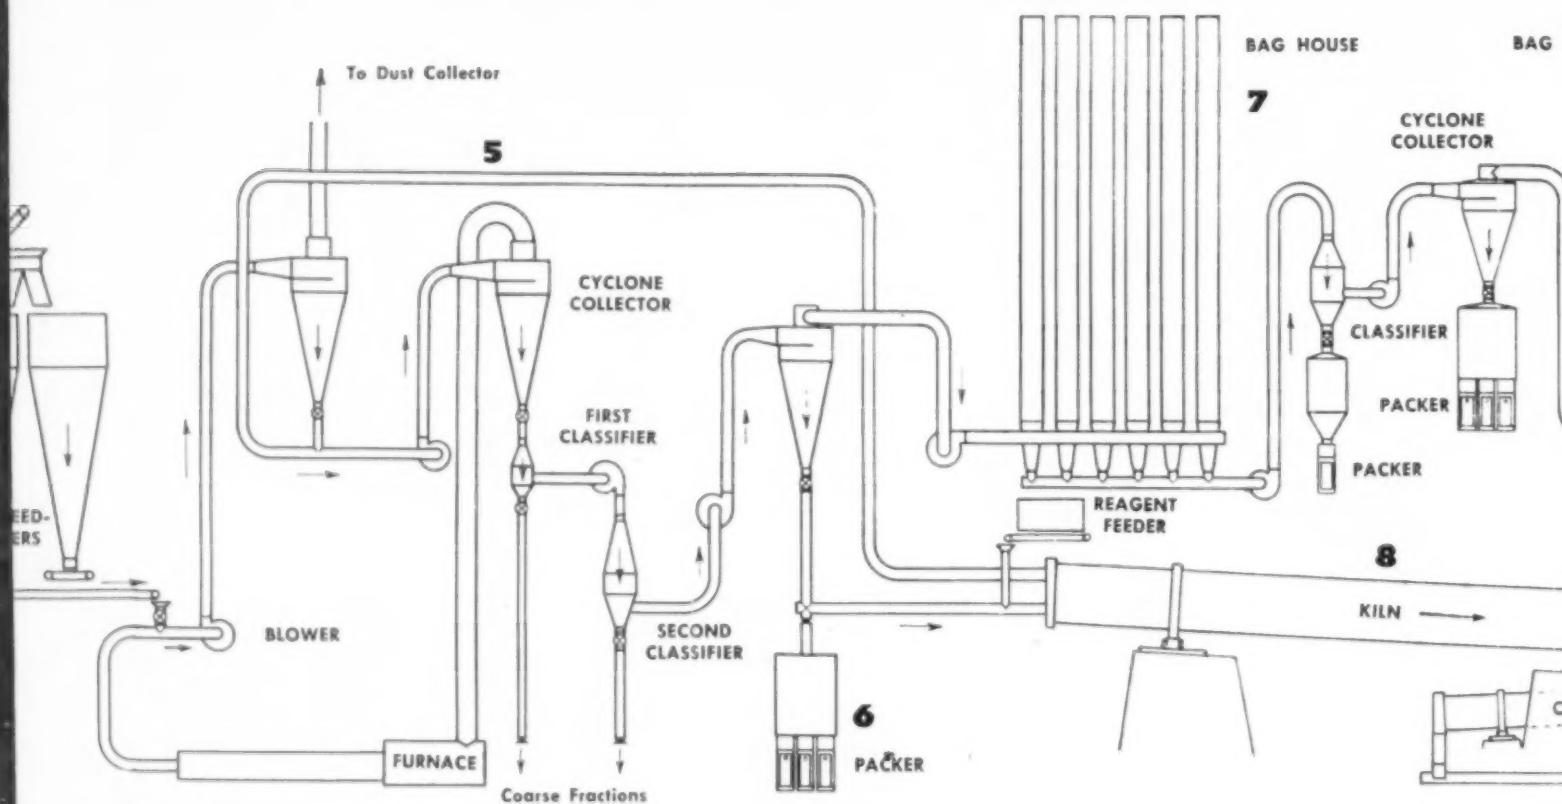 BAG HOUSE
BAG
To Dust Collector
7
CYCLONE
COLLECTOR
5
CYCLONE
COLLECTOR
CLASSIFIER
PACKER
FIRST
CLASSIFIER
PACKER
REAGENT
FEEDER
EED-
ERS
8
KILN
BLOWER
SECOND
CLASSIFIER
6
FURNACE
PACKER
Coarse Fractions